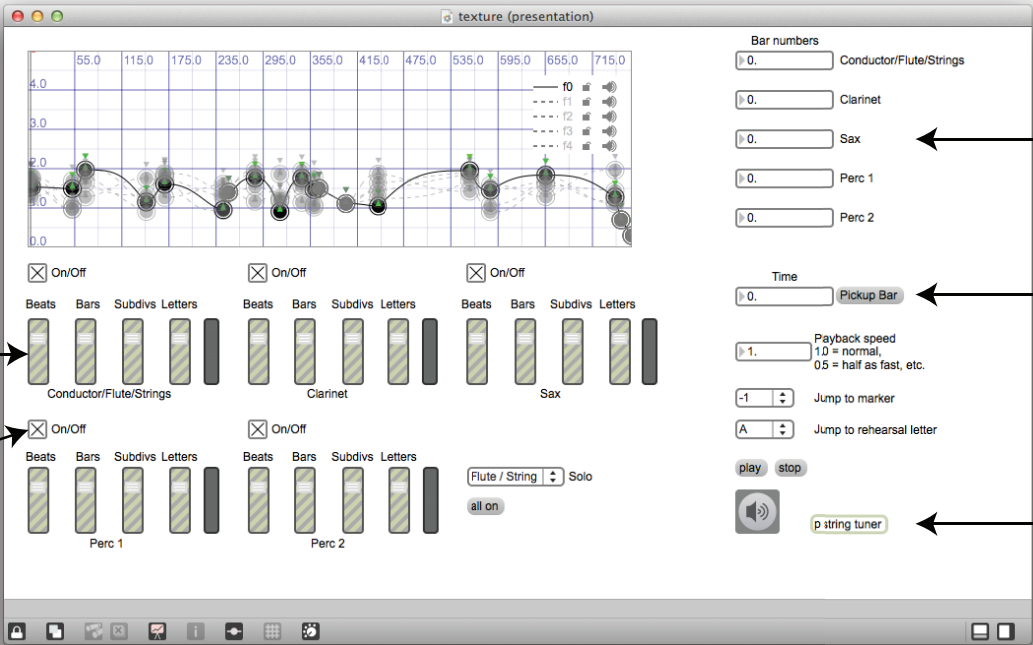 texture (presentation)
55.0 115.0 175.0 235.0 295.0 355.0 415.0 475.0 535.0 595.0 655.0 715.0
4.0
3.0
2.0
1.0
0.0
f0
f1
f2
f3
f4
Bar numbers
0. Conductor/Flute/Strings
0. Clarinet
0. Sax
0. Perc 1
0. Perc 2
Time
0. Pickup Bar
1. Payback speed
1.0 = normal,
0.5 = half as fast, etc.
-1 Jump to marker
A Jump to rehearsal letter
play stop
p string tuner
On/Off On/Off On/Off
Beats Bars Subdivs Letters Beats Bars Subdivs Letters Beats Bars Subdivs Letters
Conductor/Flute/Strings Clarinet Sax
On/Off On/Off
Beats Bars Subdivs Letters Beats Bars Subdivs Letters
Flute / String Solo
all on
Perc 1 Perc 2